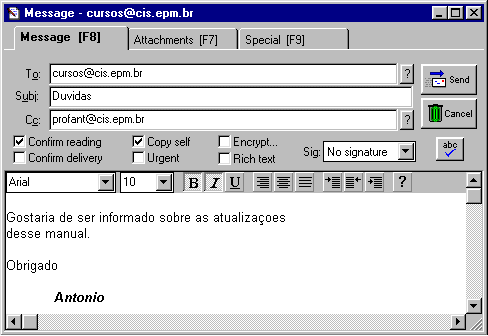 Message - cursos@cis.epm.br
Message [F8] Attachments [F7] Special [F9]
To: cursos@cis.epm.br ? Send
Subj: Duvidas
Cc: profant@cis.epm.br ? Cancel
Confirm reading Copy self Encrypt... Sig: No signature abc
Confirm delivery Urgent Rich text
Arial 10 B I U ?
Gostaria de ser informado sobre as atualizaçoes
desse manual.
Obrigado
Antonio